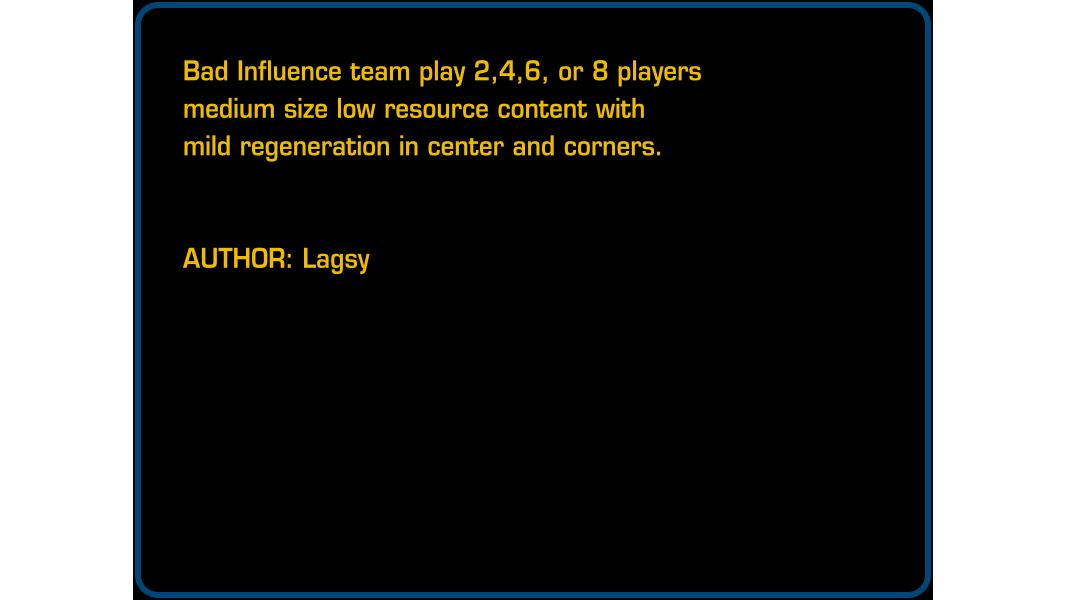 Bad Influence team play 2,4,6, or 8 players
medium size low resource content with
mild regeneration in center and corners.
AUTHOR: Lagsy